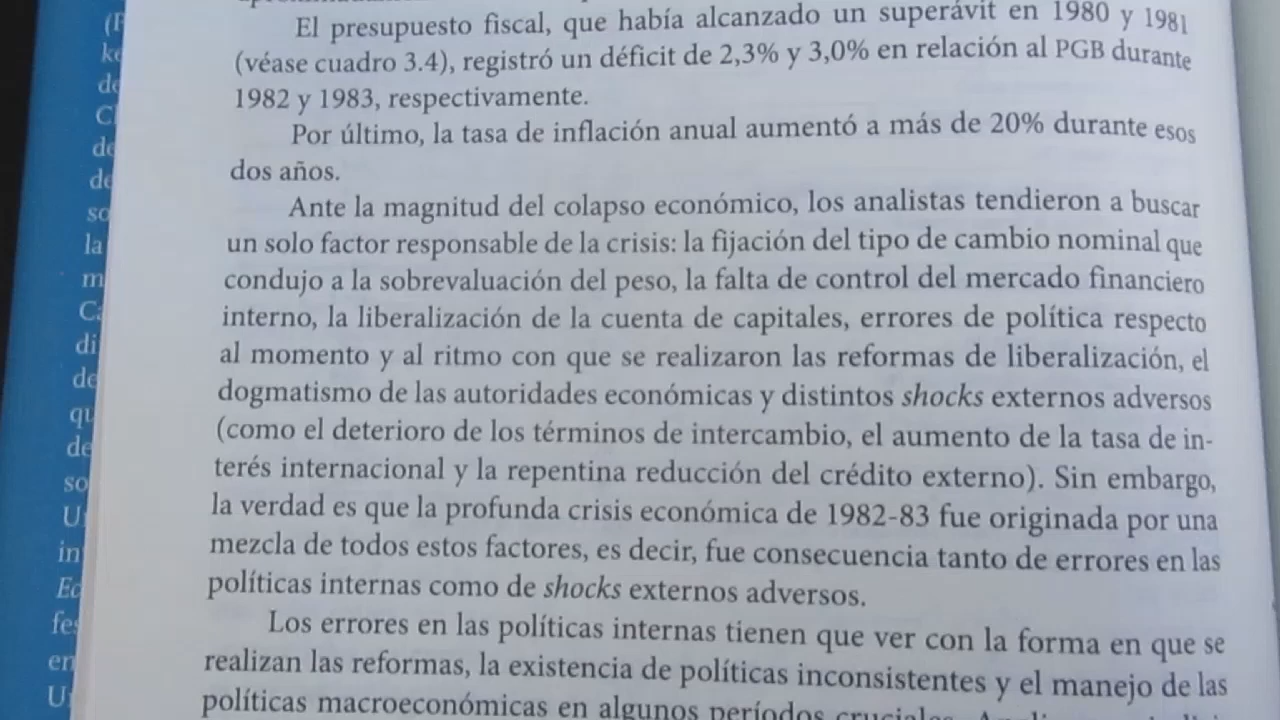 El presupuesto fiscal, que había alcanzado un superávit en 1980 y 1981
(véase cuadro 3.4), registró un déficit de 2,3% y 3,0% en relación al PGB durante
1982 y 1983, respectivamente.
Por último, la tasa de inflación anual aumentó a más de 20% durante esos
dos años.
Ante la magnitud del colapso económico, los analistas tendieron a buscar
un solo factor responsable de la crisis: la fijación del tipo de cambio nominal que
condujo a la sobrevaluación del peso, la falta de control del mercado financiero
interno, la liberalización de la cuenta de capitales, errores de política respecto
al momento y al ritmo con que se realizaron las reformas de liberalización, el
dogmatismo de las autoridades económicas y distintos shocks externos adversos
(como el deterioro de los términos de intercambio, el aumento de la tasa de in-
terés internacional y la repentina reducción del crédito externo). Sin embargo,
la verdad es que la profunda crisis económica de 1982-83 fue originada por una
mezcla de todos estos factores, es decir, fue consecuencia tanto de errores en las
políticas internas como de shocks externos adversos.
Los errores en las políticas internas tienen que ver con la forma en que se
realizan las reformas, la existencia de políticas inconsistentes y el manejo de las
políticas macroeconómicas en algunos períodos cruciales.
de
de
de
so
la
di
de
de
so
en